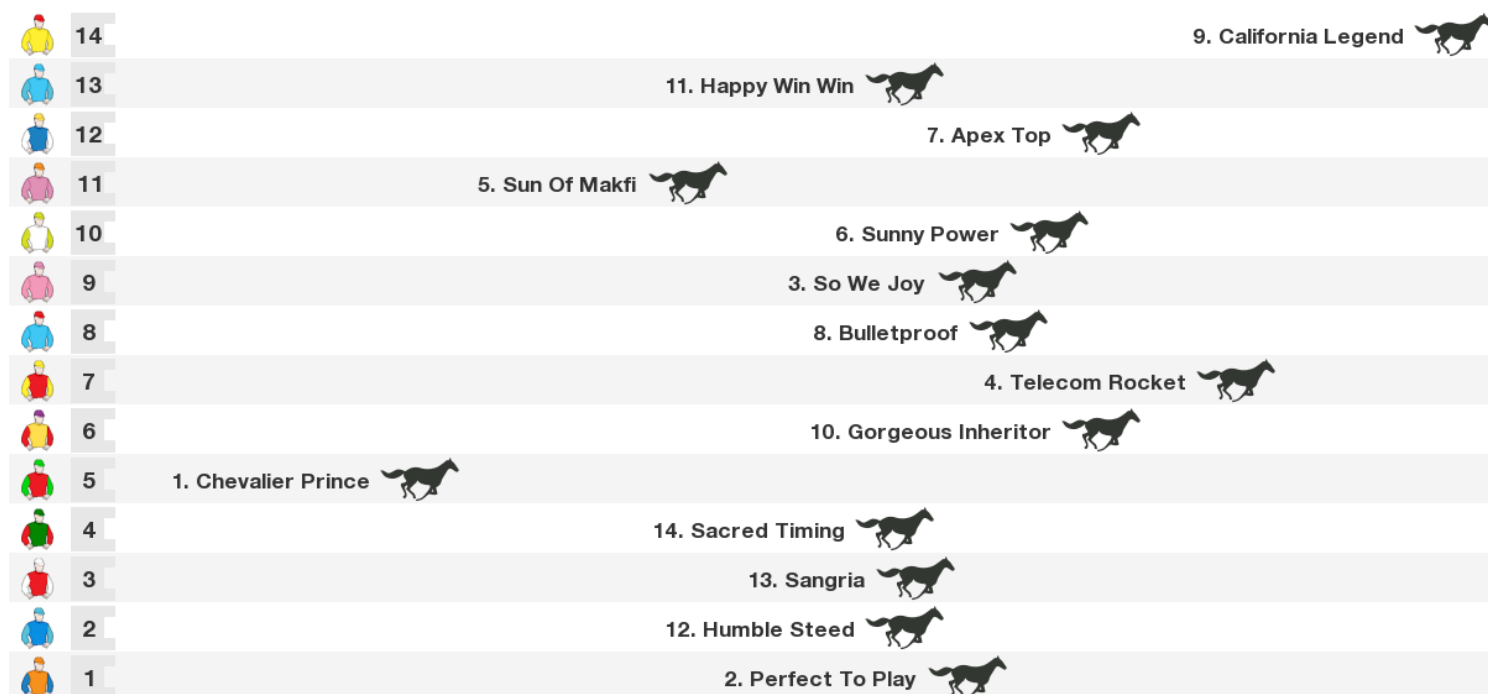 14 9. California Legend
13 11. Happy Win Win
12 7. Apex Top
11 5. Sun Of Makfi
10 6. Sunny Power
9 3. So We Joy
8 8. Bulletproof
7 4. Telecom Rocket
6 10. Gorgeous Inheritor
5 1. Chevalier Prince
4 14. Sacred Timing
3 13. Sangria
2 12. Humble Steed
1 2. Perfect To Play